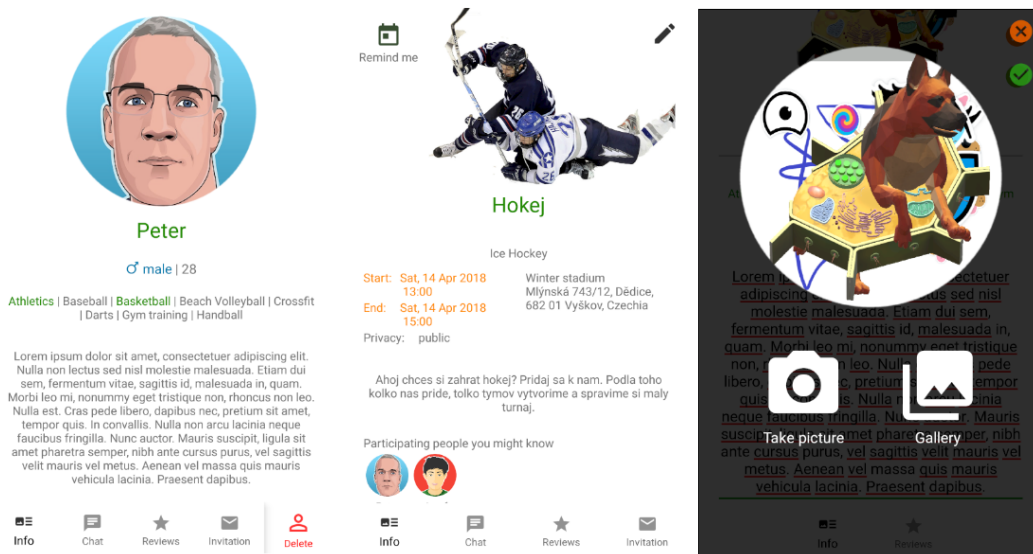 Peter
male | 28
Athletics | Baseball | Basketball | Beach Volleyball | Crossfit
| Darts | Gym training | Handball
Lorem ipsum dolor sit amet, consectetuer adipiscing elit.
Nulla non lectus sed nisl molestie malesuada. Etiam dui
sem, fermentum vitae, sagittis id, malesuada in, quam.
Morbi leo mi, nonummy eget tristique non, rhoncus non leo.
Nulla est. Cras pede libero, dapibus nec, pretium sit amet,
tempor quis. In convallis. Nulla non arcu lacinia neque
faucibus fringilla. Nunc auctor. Mauris suscipit, ligula sit
amet pharetra semper, nibh ante cursus purus, vel sagittis
velit mauris vel metus. Aenean vel massa quis mauris
vehicula lacinia. Praesent dapibus.
Info
Chat
Reviews
Invitation
Delete
Remind me
Hokej
Ice Hockey
Start: Sat, 14 Apr 2018
13:00
End: Sat, 14 Apr 2018
15:00
Privacy: public
Winter stadium
Mlýnská 743/12, Dědice,
682 01 Vyškov, Czechia
Ahoj chces si zahrat hokej? Pridaj sa k nam. Podla toho
kolko nas pride, tolko tymov vytvorime a spravime si maly
turnaj.
Participating people you might know
Info
Chat
Reviews
Invitation
Lorem ctetuer
adipiscing sed nisl
molestie malesuada. Etiam dui sem,
fermentum vitae, sagittis id, malesuada in,
quam. Morbi leo mi, nonummy eget tristique
non, leo. pede
libero, pretium tempor
quis. lacinia
neque faucibus fringilla. Mauris
suscipit, pharetra nibh
ante cursus purus, vel sagittis velit mauris vel
metus. Aenean vel massa quis mauris
vehicula lacinia. Praesent dapibus.
Take picture
Gallery
Info
Reviews